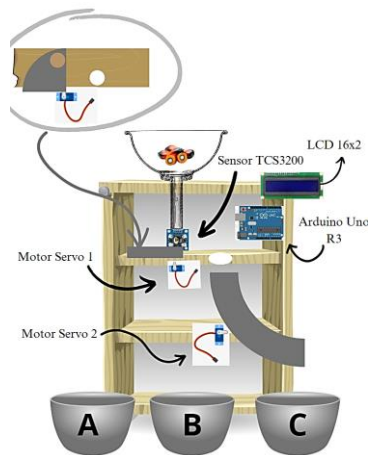 LCD 16x2
Sensor TCS3200
Arduino Uno
R3
Motor Servo 1
Motor Servo 2
A
B
C